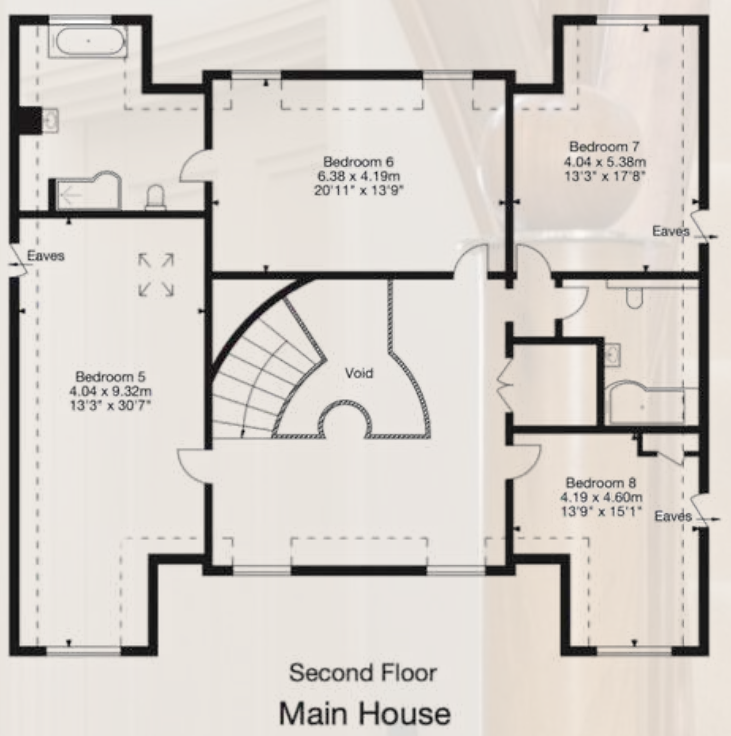 Bedroom 6
6.38 x 4.19m
20'11" x 13'9"
Bedroom 7
4.04 x 5.38m
13'3" x 17'8"
Eaves
Eaves
Bedroom 5
4.04 x 9.32m
13'3" x 30'7"
Void
Bedroom 8
4.19 x 4.60m
13'9" x 15'1"
Eaves
Second Floor
Main House